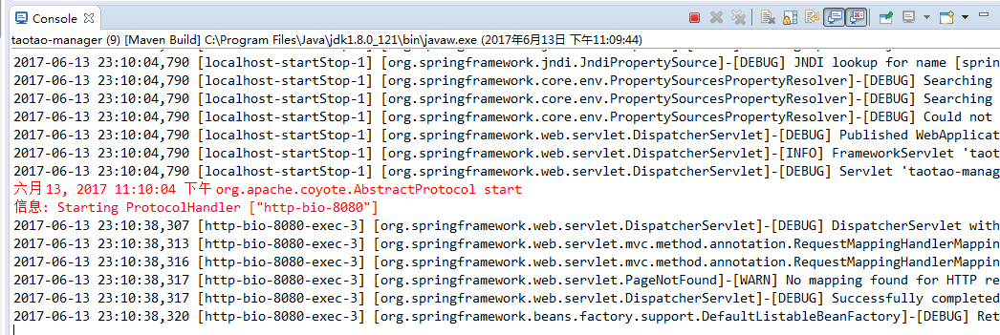 Console
taotao-manager (9) [Maven Build] C:\Program Files\Java\jdk1.8.0_121\bin\javaw.exe (2017年6月13日 下午11:09:44)
2017-06-13 23:10:04,790 [localhost-startStop-1] [org.springframework.jndi.JndiPropertySource]-[DEBUG] JNDI lookup for name [sprin
2017-06-13 23:10:04,790 [localhost-startStop-1] [org.springframework.core.env.PropertySourcesPropertyResolver]-[DEBUG] Searching
2017-06-13 23:10:04,790 [localhost-startStop-1] [org.springframework.core.env.PropertySourcesPropertyResolver]-[DEBUG] Searching
2017-06-13 23:10:04,790 [localhost-startStop-1] [org.springframework.core.env.PropertySourcesPropertyResolver]-[DEBUG] Could not
2017-06-13 23:10:04,790 [localhost-startStop-1] [org.springframework.web.servlet.DispatcherServlet]-[DEBUG] Published WebApplicat
2017-06-13 23:10:04,790 [localhost-startStop-1] [org.springframework.web.servlet.DispatcherServlet]-[INFO] FrameworkServlet 'taot
2017-06-13 23:10:04,790 [localhost-startStop-1] [org.springframework.web.servlet.DispatcherServlet]-[DEBUG] Servlet 'taotao-manag
六月 13, 2017 11:10:04 下午 org.apache.coyote.AbstractProtocol start
信息: Starting ProtocolHandler ["http-bio-8080"]
2017-06-13 23:10:38,307 [http-bio-8080-exec-3] [org.springframework.web.servlet.DispatcherServlet]-[DEBUG] DispatcherServlet with
2017-06-13 23:10:38,313 [http-bio-8080-exec-3] [org.springframework.web.servlet.mvc.method.annotation.RequestMappingHandlerMappin
2017-06-13 23:10:38,316 [http-bio-8080-exec-3] [org.springframework.web.servlet.mvc.method.annotation.RequestMappingHandlerMappin
2017-06-13 23:10:38,317 [http-bio-8080-exec-3] [org.springframework.web.servlet.PageNotFound]-[WARN] No mapping found for HTTP re
2017-06-13 23:10:38,317 [http-bio-8080-exec-3] [org.springframework.web.servlet.DispatcherServlet]-[DEBUG] Successfully completed
2017-06-13 23:10:38,320 [http-bio-8080-exec-3] [org.springframework.beans.factory.support.DefaultListableBeanFactory]-[DEBUG] Ret